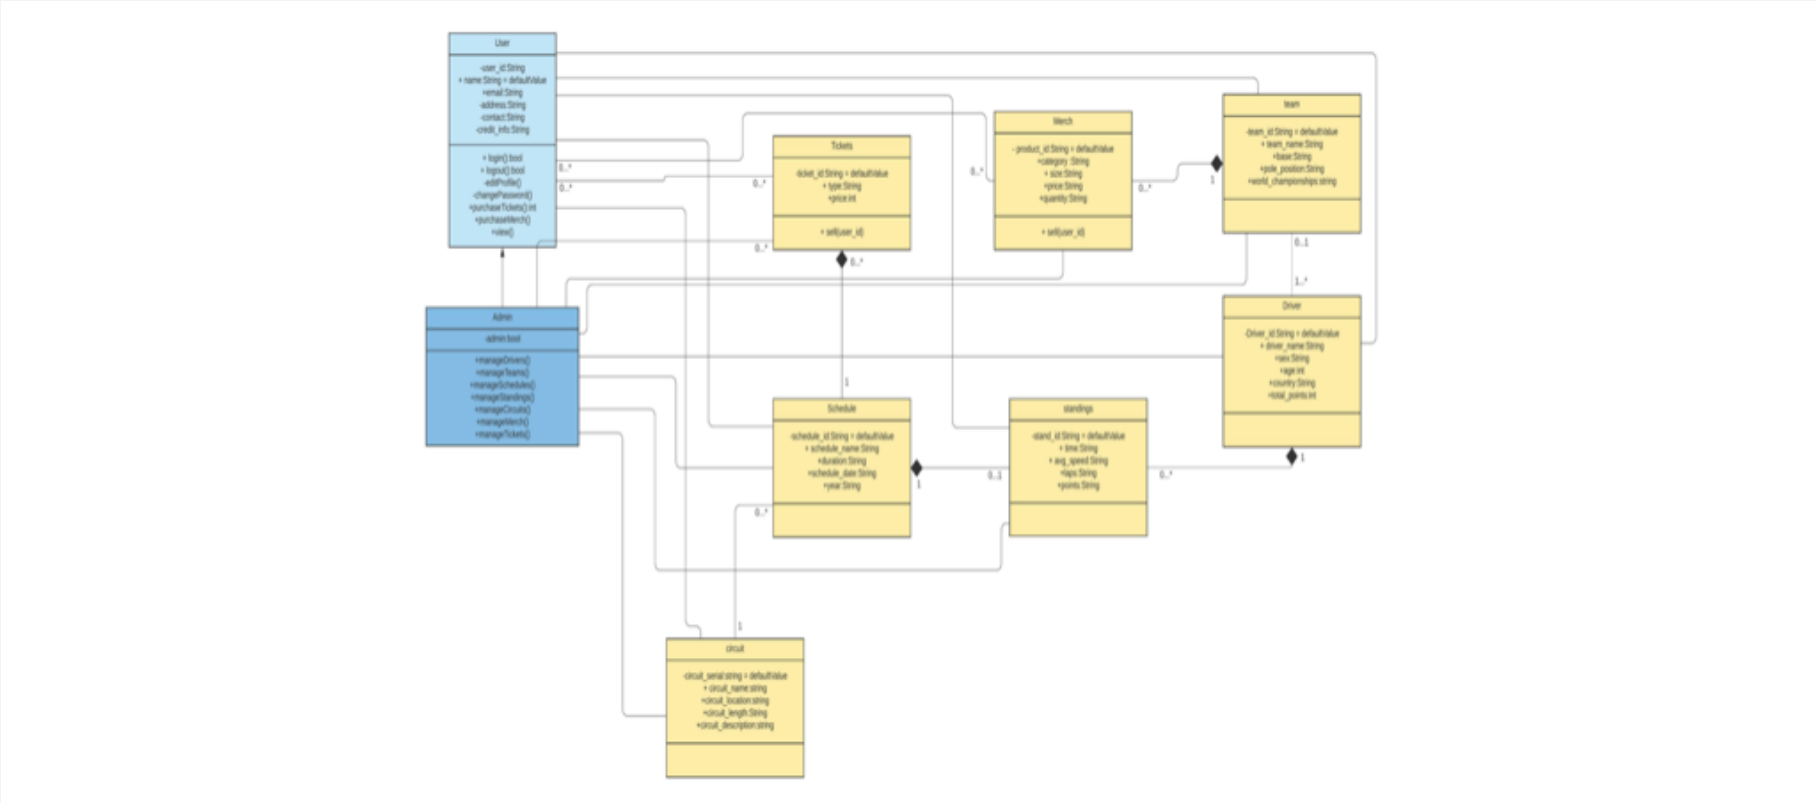 User
-user_id:String
+ name:String = defaultValue
+email:String
-address:String
-contact:String
-credit_info:String
+ login():bool
+ logout():bool
-editProfile()
-changePassword()
+purchaseTickets():int
+purchaseMerch()
+view()
0..*
0..*
Tickets
-ticket_id:String = defaultValue
+ type:String
+price:int
+ sell(user_id)
0..*
0..*
0..*
Merch
- product_id:String = defaultValue
+category :String
+ size:String
+price:String
+quantity:String
+ sell(user_id)
0..*
0..*
team
-team_id:String = defaultValue
+ team_name:String
+base:String
+pole_position:String
+world_championships:string
1
0..1
1..*
Admin
-admin:bool
+manageDrivers()
+manageTeams()
+manageSchedules()
+manageStandings()
+manageCircuits()
+manageMerch()
+manageTickets()
Driver
-Driver_id:String = defaultValue
+ driver_name:String
+sex:String
+age:int
+country:String
+total_points:int
1
1
Schedule
-schedule_id:String = defaultValue
+ schedule_name:String
+duration:String
+schedule_date:String
+year:String
1
0..*
standings
-stand_id:String = defaultValue
+ time:String
+ avg_speed:String
+laps:String
+points:String
0..1
0..*
1
circuit
-circuit_serial:string = defaultValue
+ circuit_name:string
+circuit_location:string
+circuit_length:String
+circuit_description:string